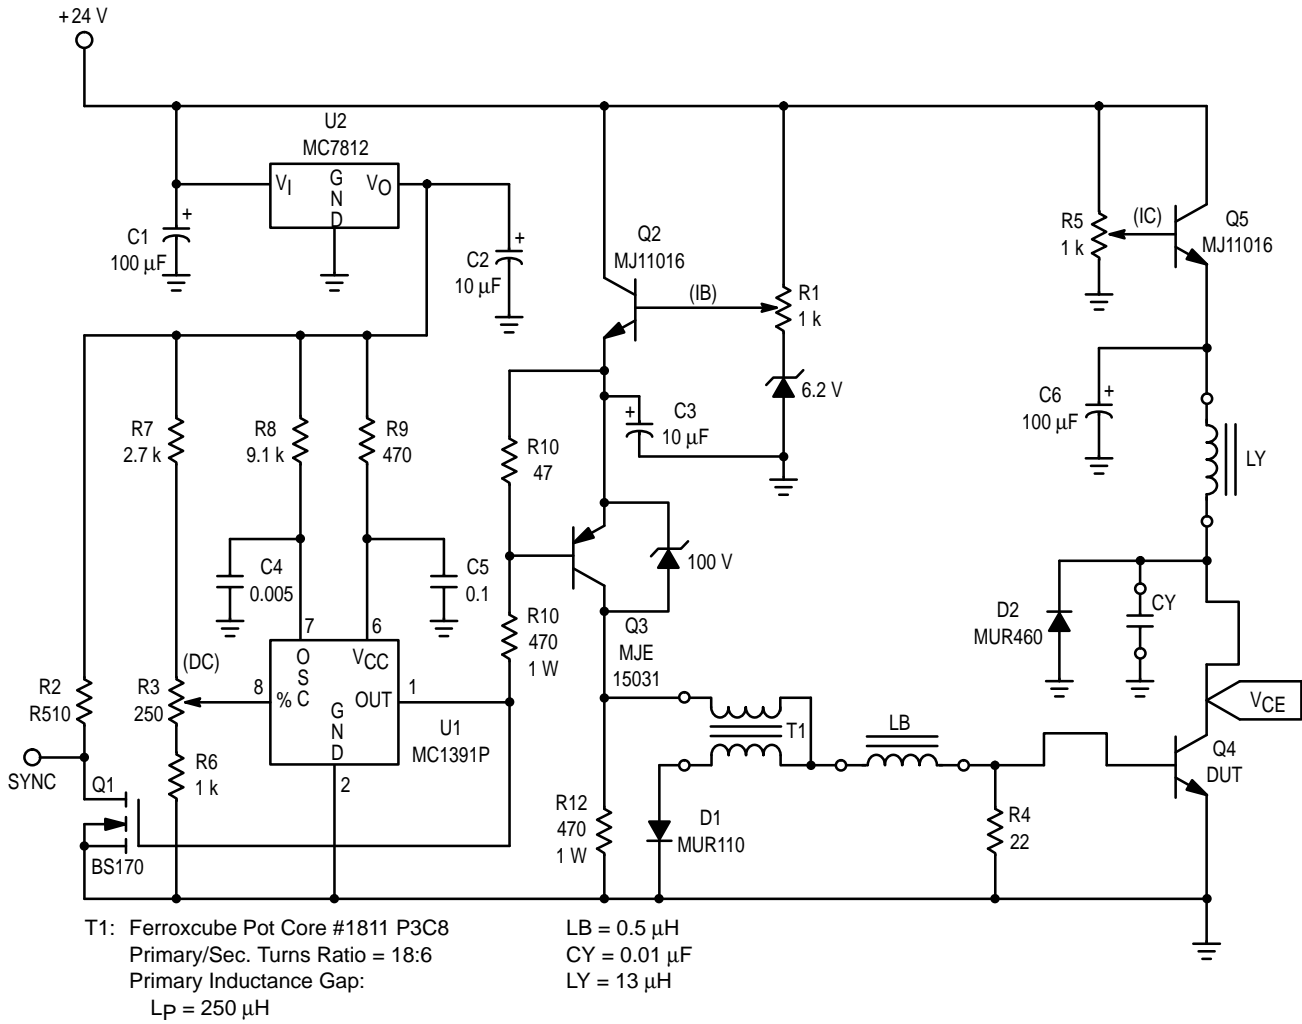 +24 V
U2
MC7812
VI
G
N
D
VO
+
C1
100 µF
+
C2
10 µF
Q2
MJ11016
(IB)
R1
1 k
R5
1 k
(IC)
Q5
MJ11016
6.2 V
+
C3
10 µF
C6
100 µF
+
LY
R7
2.7 k
R8
9.1 k
R9
470
R10
47
C4
0.005
C5
0.1
100 V
R10
470
1 W
Q3
MJE
15031
D2
MUR460
CY
7
6
O
S
C
VCC
(DC)
8
%
G
N
D
OUT
1
U1
MC1391P
2
R2
R510
R3
250
R6
1 k
SYNC
Q1
BS170
T1
LB
VCE
Q4
DUT
R12
470
1 W
D1
MUR110
R4
22
T1: Ferroxcube Pot Core #1811 P3C8
Primary/Sec. Turns Ratio = 18:6
Primary Inductance Gap:
LP = 250 µH
LB = 0.5 µH
CY = 0.01 µF
LY = 13 µH